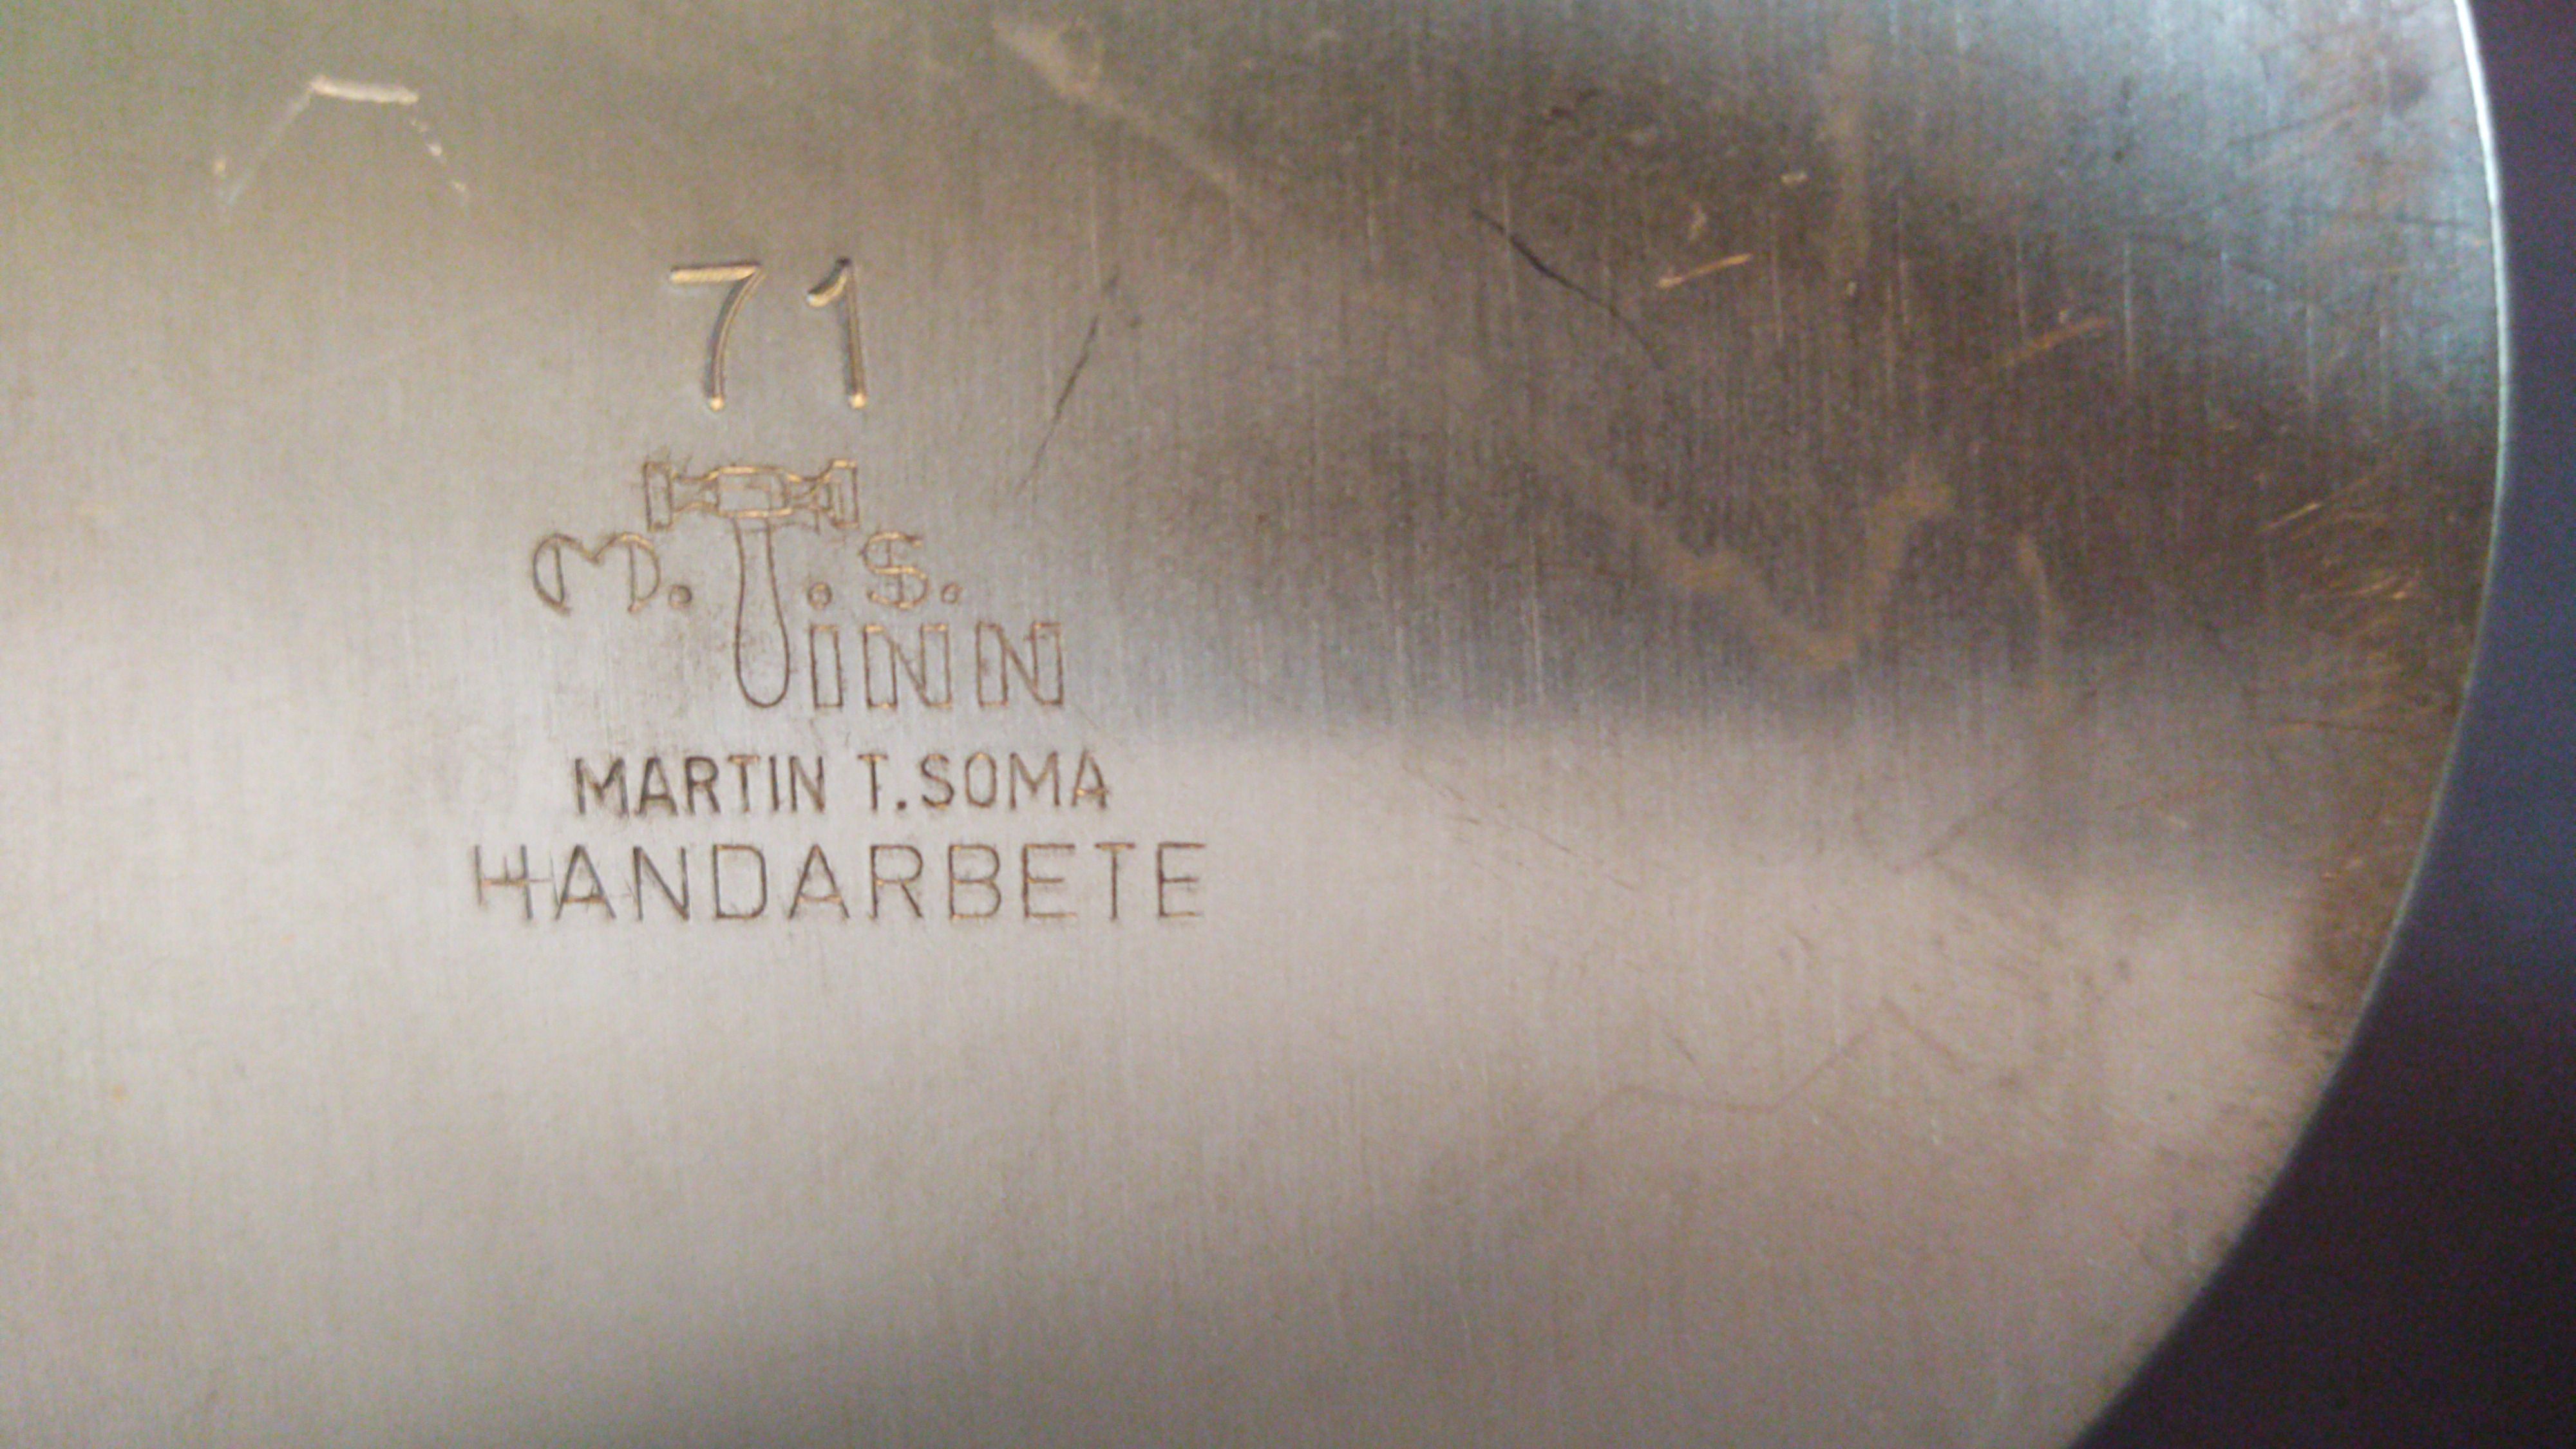 71
M.T.S.
TINN
MARTIN T.SOMA
HANDARBETE